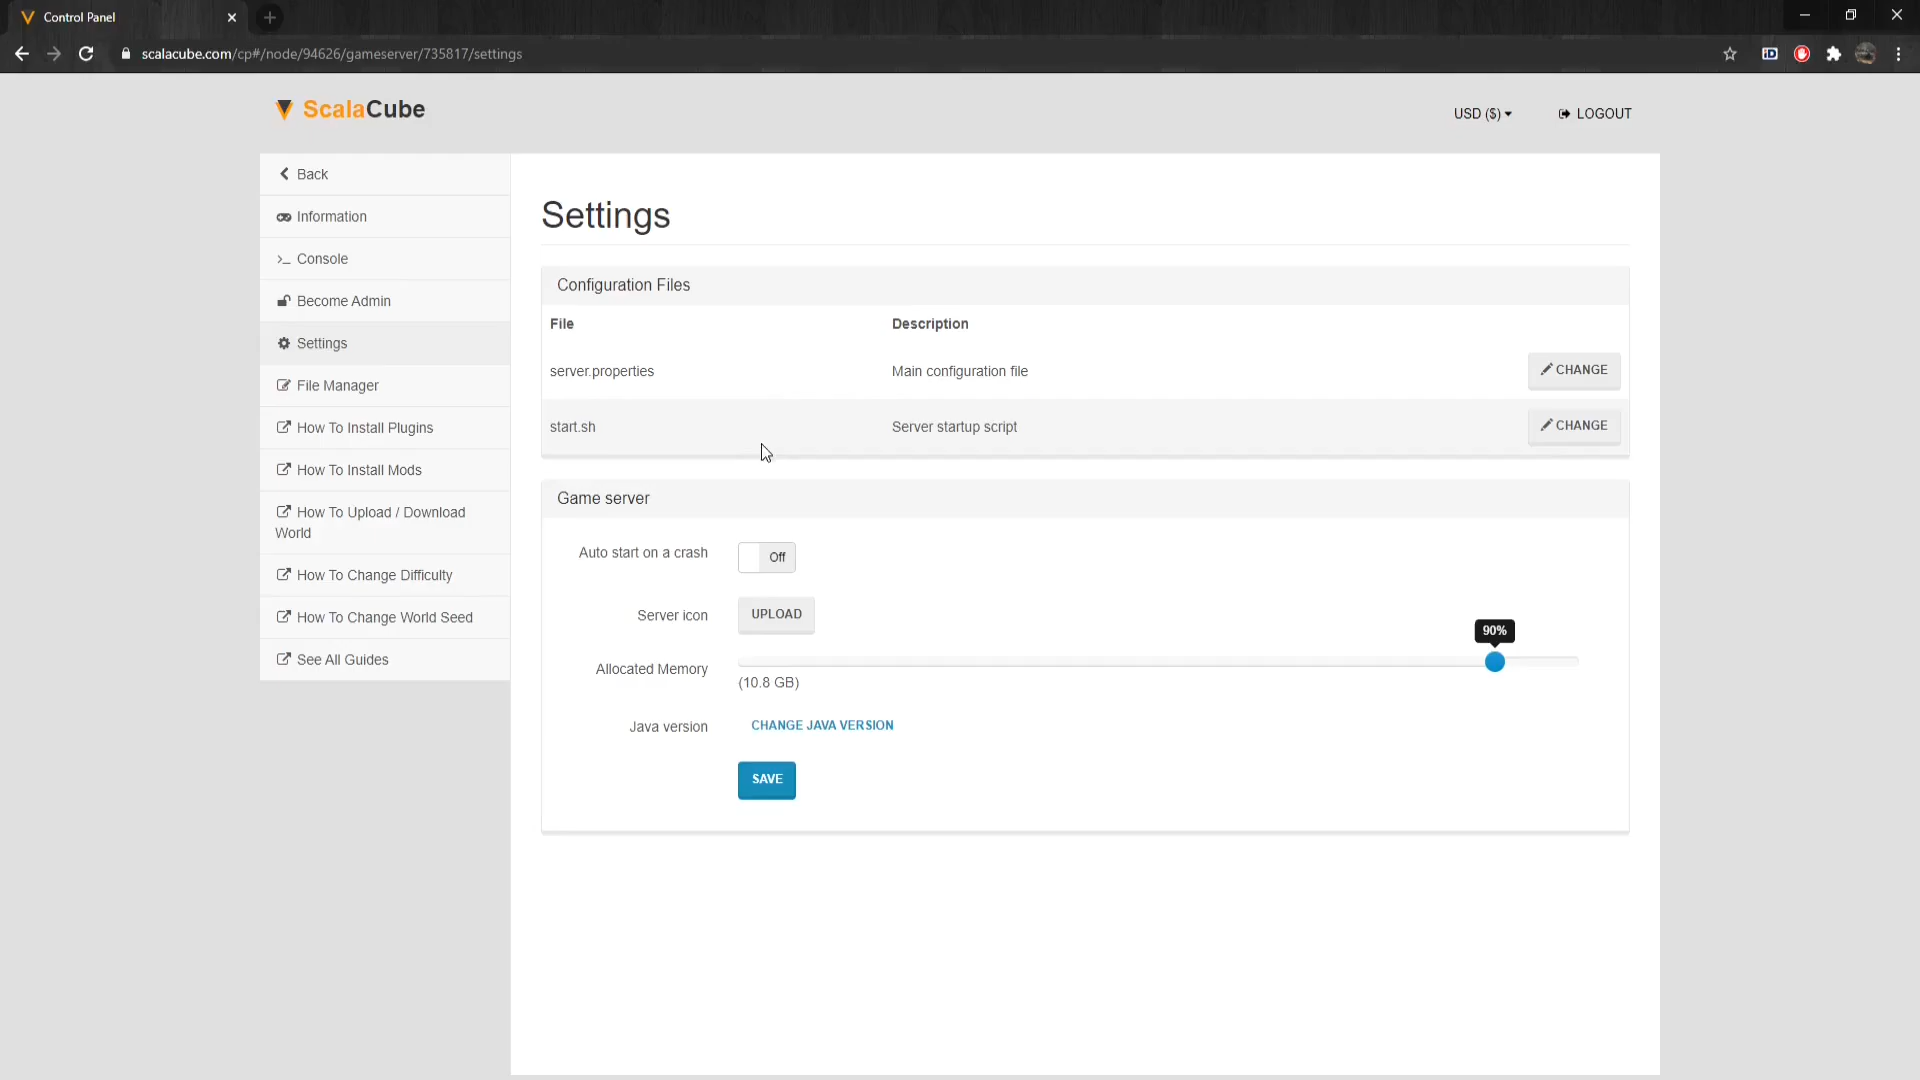 Control Panel
scalacube.com/cp#/node/94626/gameserver/735817/settings
ScalaCube
USD ($)
LOGOUT
Back
Information
Console
Become Admin
Settings
File Manager
How To Install Plugins
How To Install Mods
How To Upload / Download
World
How To Change Difficulty
How To Change World Seed
See All Guides
Settings
Configuration Files
File Description
server.properties Main configuration file CHANGE
start.sh Server startup script CHANGE
Game server
Auto start on a crash Off
Server icon UPLOAD
90%
Allocated Memory
(10.8 GB)
Java version CHANGE JAVA VERSION
SAVE